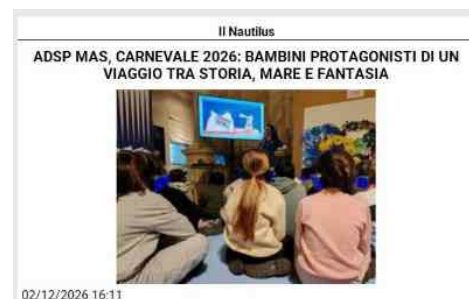 Il Nautilus
ADSP MAS, CARNEVALE 2026: BAMBINI PROTAGONISTI DI UN
VIAGGIO TRA STORIA, MARE E FANTASIA
02/12/2026 16:11